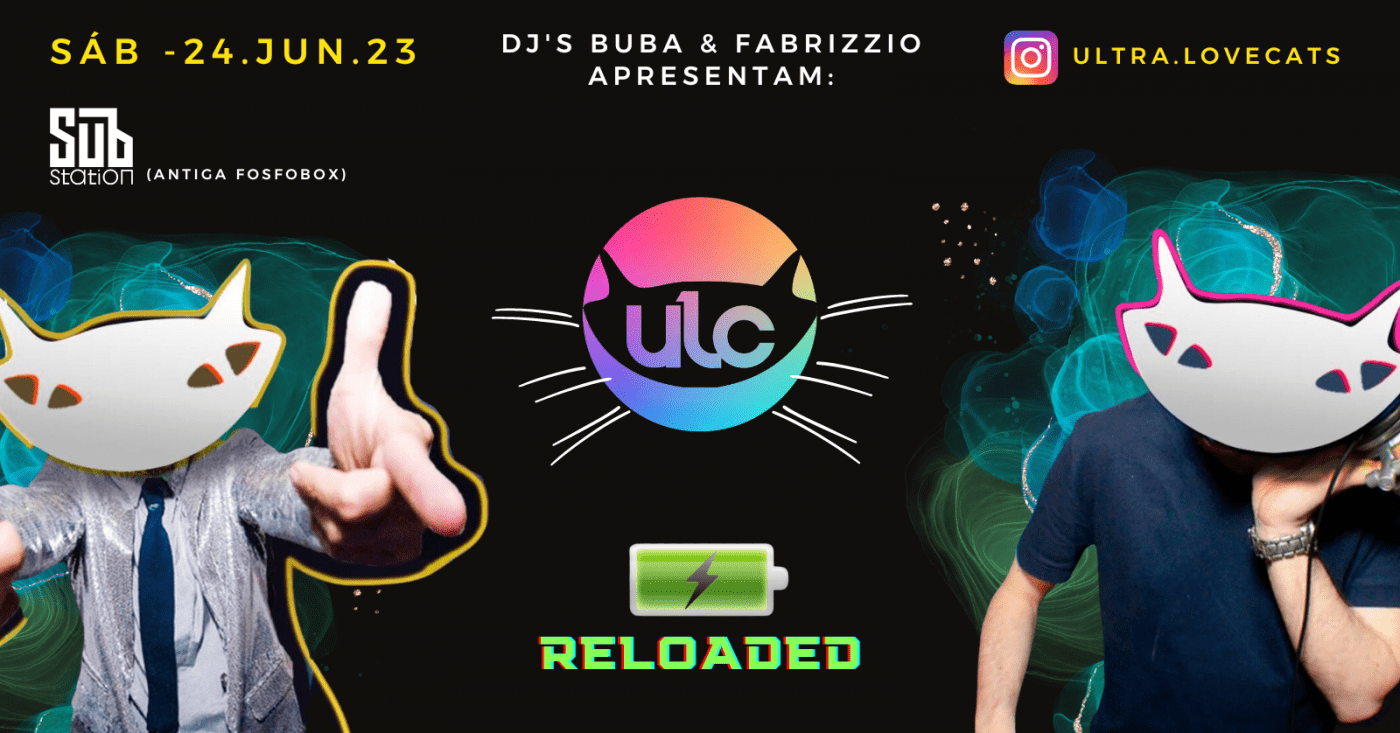 SÁB -24.JUN.23
DJ'S BUBA & FABRIZZIO
APRESENTAM:
ULTRA.LOVECATS
SUb
station
(ANTIGA FOSFOBOX)
ulc
RELOADED